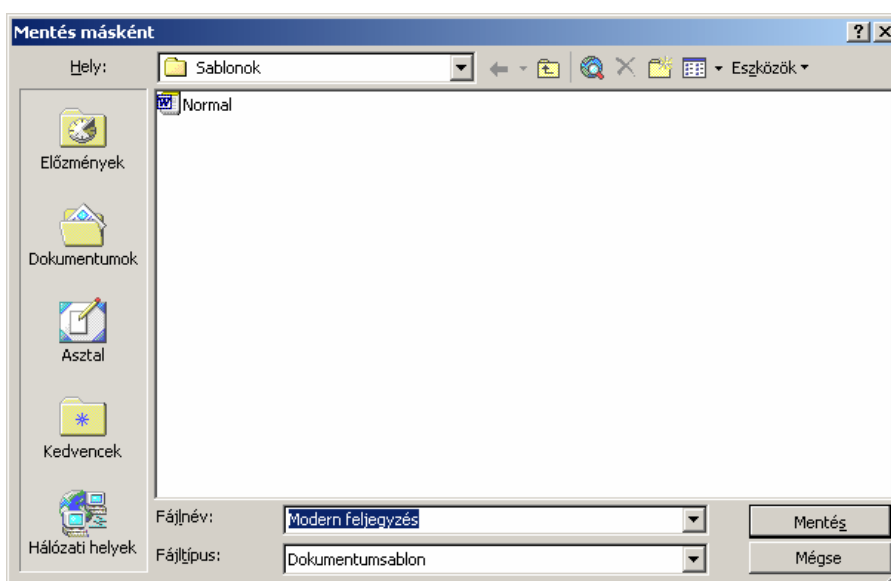 Mentés másként
Hely: Sablonok Eszközök
Normal
Előzmények
Dokumentumok
Asztal
Kedvencek
Hálózati helyek
Fájlnév: Modern feljegyzés Mentés
Fájltípus: Dokumentumsablon Mégse